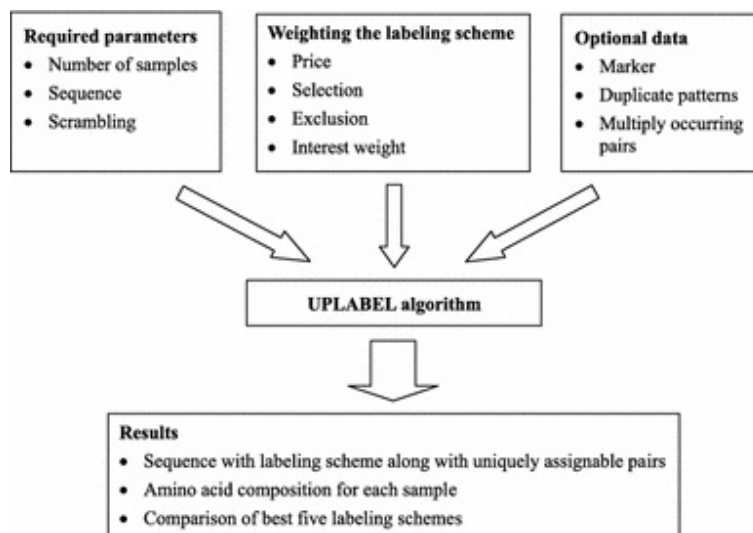 Required parameters
• Number of samples
• Sequence
• Scrambling
Weighting the labeling scheme
• Price
• Selection
• Exclusion
• Interest weight
Optional data
• Marker
• Duplicate patterns
• Multiply occurring
pairs
UPLABEL algorithm
Results
• Sequence with labeling scheme along with uniquely assignable pairs
• Amino acid composition for each sample
• Comparison of best five labeling schemes